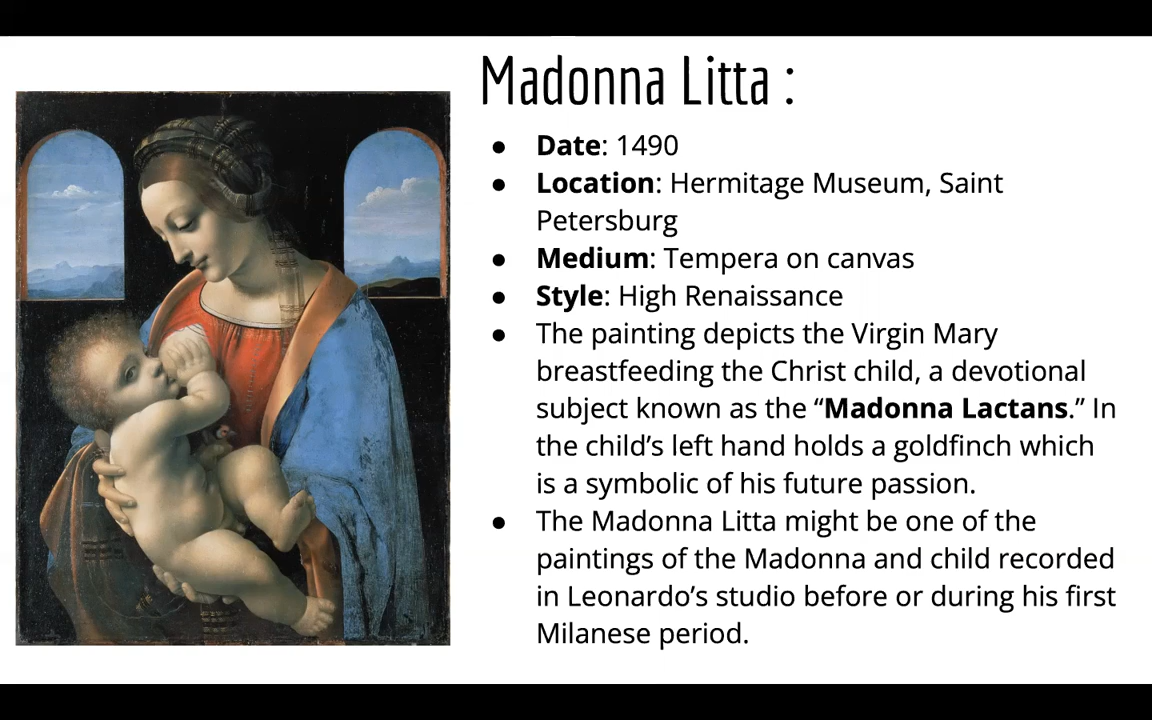 Madonna Litta :
● Date: 1490
● Location: Hermitage Museum, Saint
Petersburg
● Medium: Tempera on canvas
● Style: High Renaissance
● The painting depicts the Virgin Mary
breastfeeding the Christ child, a devotional
subject known as the “Madonna Lactans.” In
the child’s left hand holds a goldfinch which
is a symbolic of his future passion.
● The Madonna Litta might be one of the
paintings of the Madonna and child recorded
in Leonardo’s studio before or during his first
Milanese period.